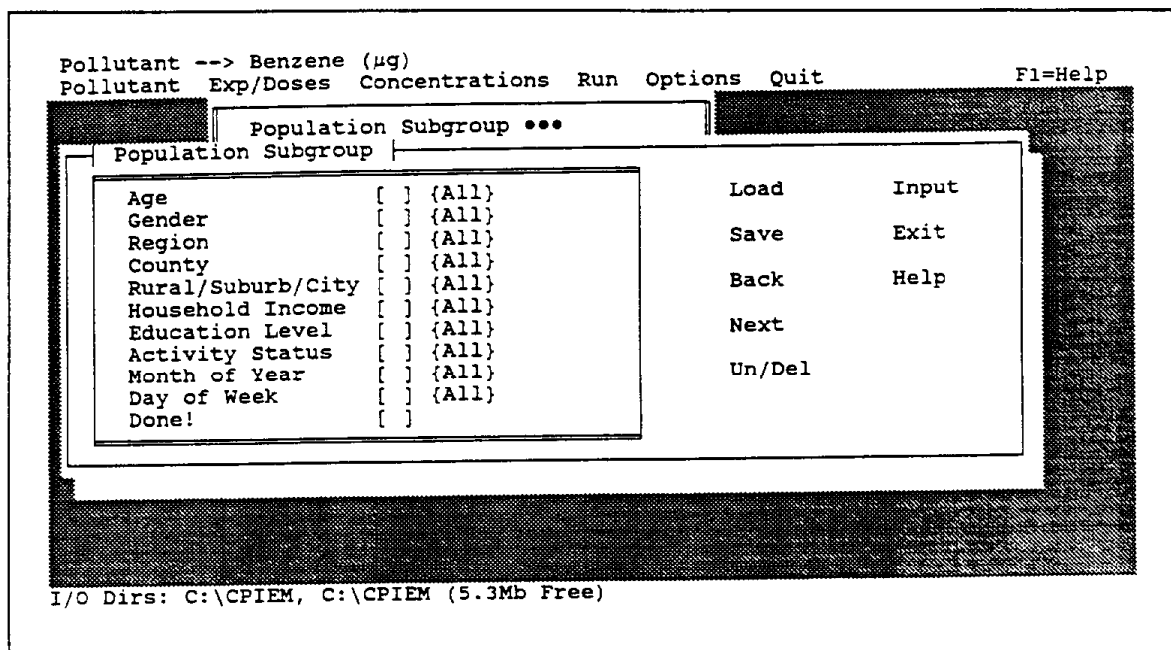 Pollutant --> Benzene (µg)
Pollutant Exp/Doses Concentrations Run Options Quit F1=Help
Population Subgroup ●●●
Population Subgroup
Age [ ] {All}
Gender [ ] {All}
Region [ ] {All}
County [ ] {All}
Rural/Suburb/City [ ] {All}
Household Income [ ] {All}
Education Level [ ] {All}
Activity Status [ ] {All}
Month of Year [ ] {All}
Day of Week [ ] {All}
Done! [ ]
Load Input
Save Exit
Back Help
Next
Un/Del
I/O Dirs: C:\CPIEM, C:\CPIEM (5.3Mb Free)